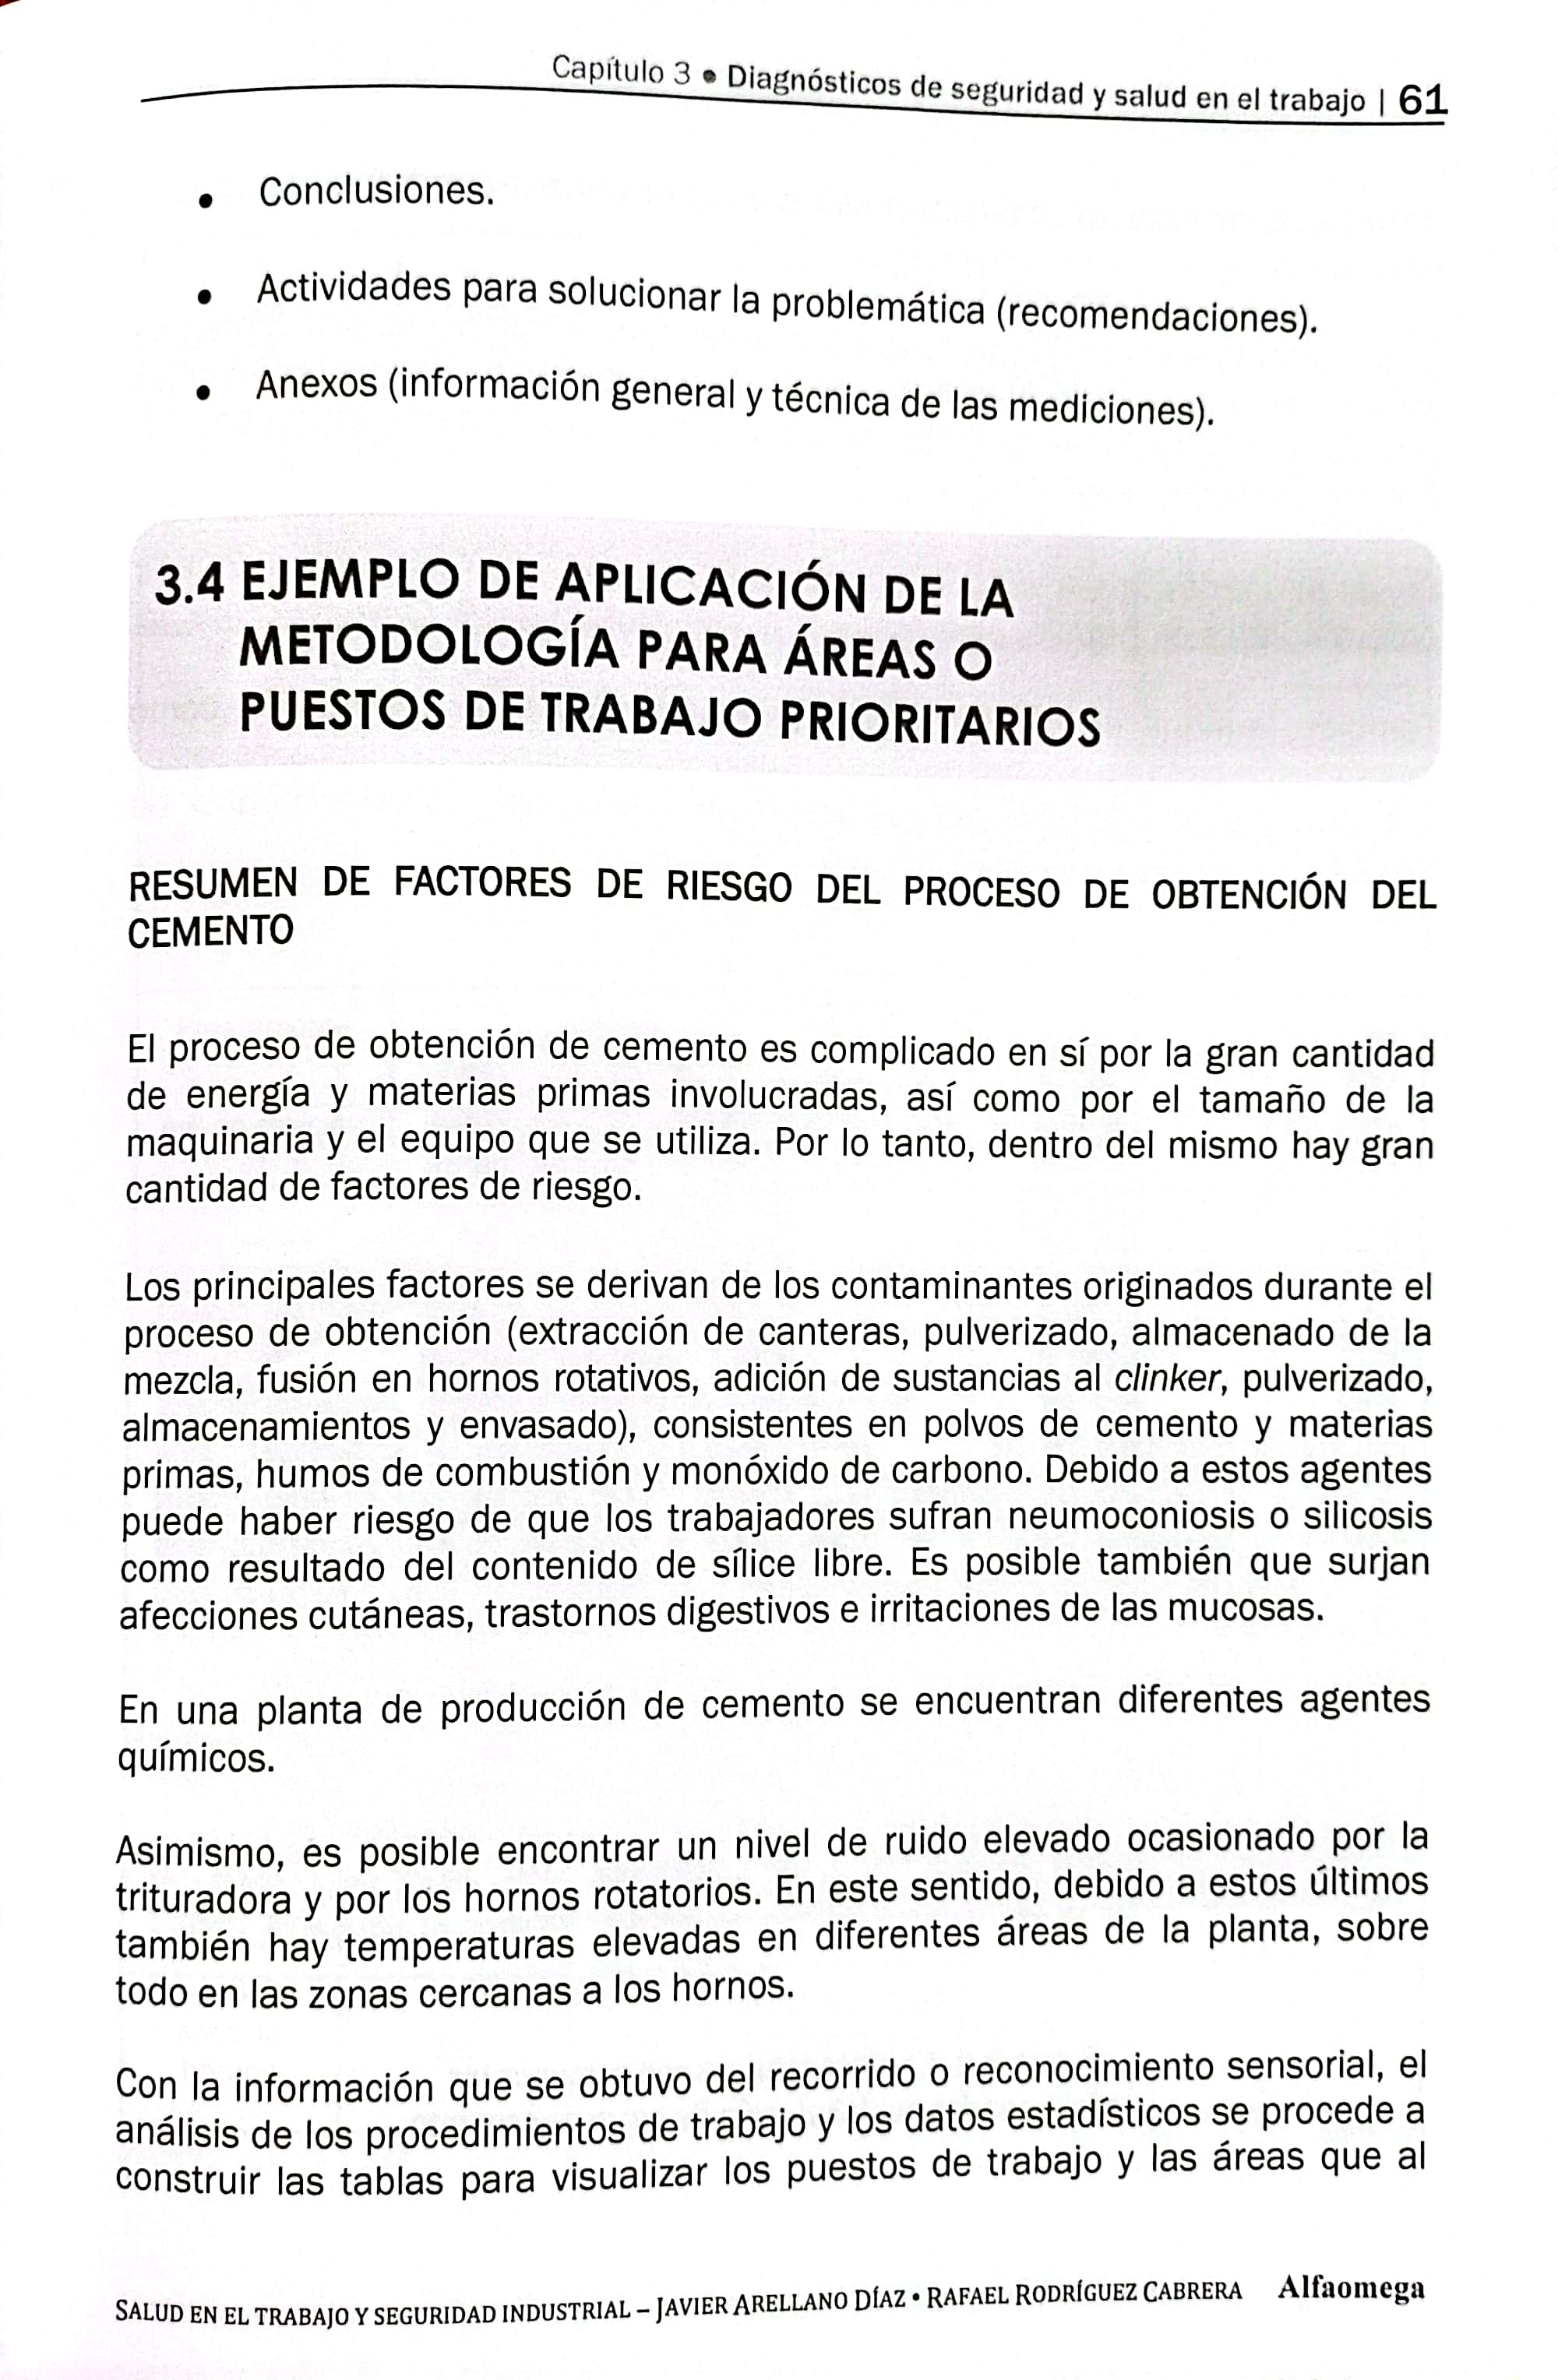 Capítulo 3 • Diagnósticos de seguridad y salud en el trabajo | 61
• Conclusiones.
• Actividades para solucionar la problemática (recomendaciones).
• Anexos (información general y técnica de las mediciones).
3.4 EJEMPLO DE APLICACIÓN DE LA
METODOLOGÍA PARA ÁREAS O
PUESTOS DE TRABAJO PRIORITARIOS
RESUMEN DE FACTORES DE RIESGO DEL PROCESO DE OBTENCIÓN DEL
CEMENTO
El proceso de obtención de cemento es complicado en sí por la gran cantidad
de energía y materias primas involucradas, así como por el tamaño de la
maquinaria y el equipo que se utiliza. Por lo tanto, dentro del mismo hay gran
cantidad de factores de riesgo.
Los principales factores se derivan de los contaminantes originados durante el
proceso de obtención (extracción de canteras, pulverizado, almacenado de la
mezcla, fusión en hornos rotativos, adición de sustancias al clinker, pulverizado,
almacenamientos y envasado), consistentes en polvos de cemento y materias
primas, humos de combustión y monóxido de carbono. Debido a estos agentes
puede haber riesgo de que los trabajadores sufran neumoconiosis o silicosis
como resultado del contenido de sílice libre. Es posible también que surjan
afecciones cutáneas, trastornos digestivos e irritaciones de las mucosas.
En una planta de producción de cemento se encuentran diferentes agentes
químicos.
Asimismo, es posible encontrar un nivel de ruido elevado ocasionado por la
trituradora y por los hornos rotatorios. En este sentido, debido a estos últimos
también hay temperaturas elevadas en diferentes áreas de la planta, sobre
todo en las zonas cercanas a los hornos.
Con la información que se obtuvo del recorrido o reconocimiento sensorial, el
análisis de los procedimientos de trabajo y los datos estadísticos se procede a
construir las tablas para visualizar los puestos de trabajo y las áreas que al
SALUD EN EL TRABAJO Y SEGURIDAD INDUSTRIAL – JAVIER ARELLANO DÍAZ • RAFAEL RODRÍGUEZ CABRERA Alfaomega